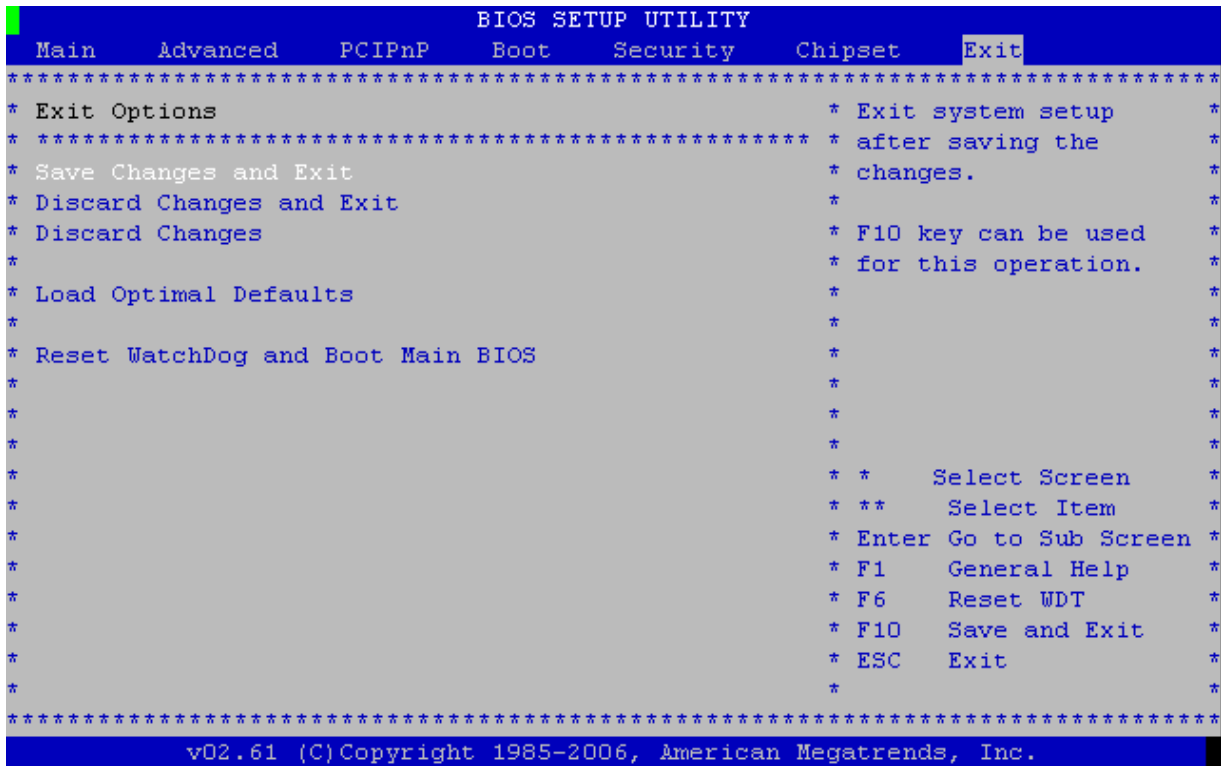 BIOS SETUP UTILITY
Main Advanced PCIPnP Boot Security Chipset Exit
********************************************************************************
* Exit Options * Exit system setup *
* *************************************************** * after saving the *
* Save Changes and Exit * changes. *
* Discard Changes and Exit * *
* Discard Changes * F10 key can be used *
* * for this operation. *
* Load Optimal Defaults * *
* * *
* Reset WatchDog and Boot Main BIOS * *
* * *
* * *
* * *
* * * Select Screen *
* * ** Select Item *
* * Enter Go to Sub Screen *
* * F1 General Help *
* * F6 Reset WDT *
* * F10 Save and Exit *
* * ESC Exit *
* * *
********************************************************************************
v02.61 (C)Copyright 1985-2006, American Megatrends, Inc.